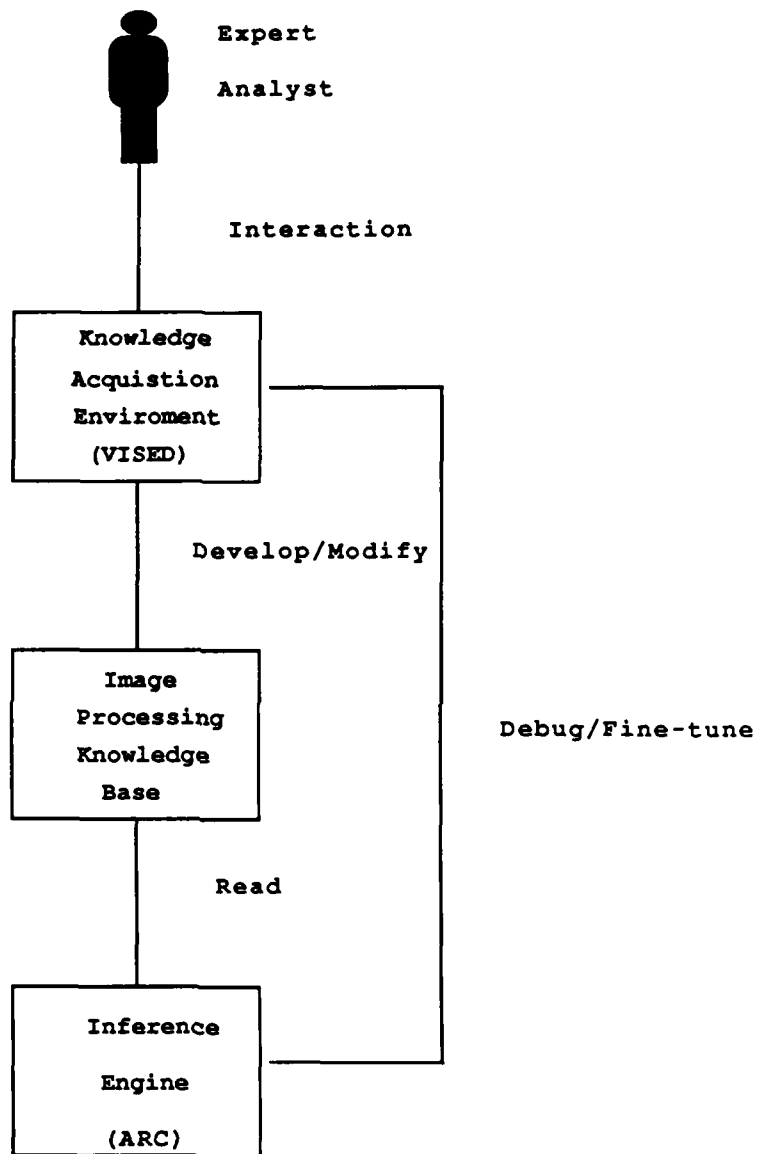 Expert
Analyst
Interaction
Knowledge
Acquistion
Enviroment
(VISED)
Develop/Modify
Image
Processing
Knowledge
Base
Debug/Fine-tune
Read
Inference
Engine
(ARC)